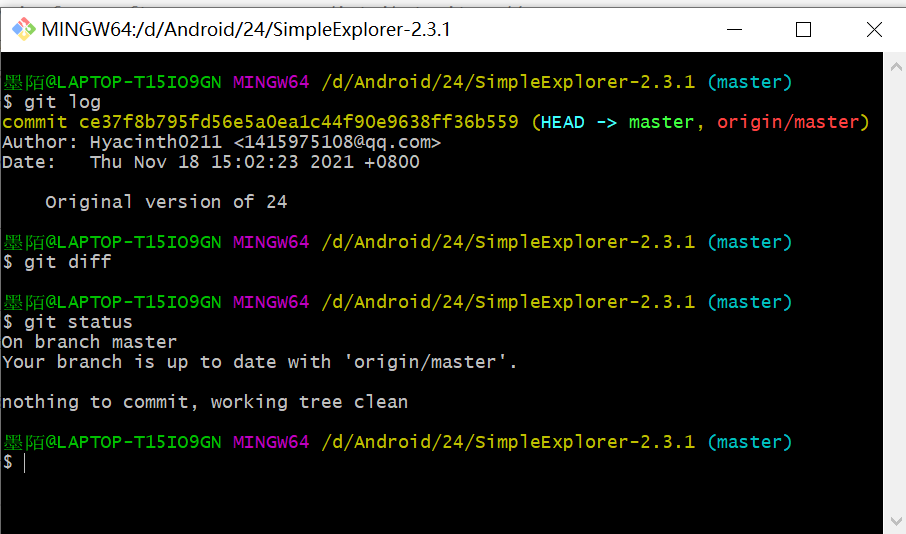 MINGW64:/d/Android/24/SimpleExplorer-2.3.1
墨陌@LAPTOP-T15IO9GN MINGW64 /d/Android/24/SimpleExplorer-2.3.1 (master)
$ git log
commit ce37f8b795fd56e5a0ea1c44f90e9638ff36b559 (HEAD -> master, origin/master)
Author: Hyacinth0211 <1415975108@qq.com>
Date:   Thu Nov 18 15:02:23 2021 +0800
Original version of 24
墨陌@LAPTOP-T15IO9GN MINGW64 /d/Android/24/SimpleExplorer-2.3.1 (master)
$ git diff
墨陌@LAPTOP-T15IO9GN MINGW64 /d/Android/24/SimpleExplorer-2.3.1 (master)
$ git status
On branch master
Your branch is up to date with 'origin/master'.
nothing to commit, working tree clean
墨陌@LAPTOP-T15IO9GN MINGW64 /d/Android/24/SimpleExplorer-2.3.1 (master)
$